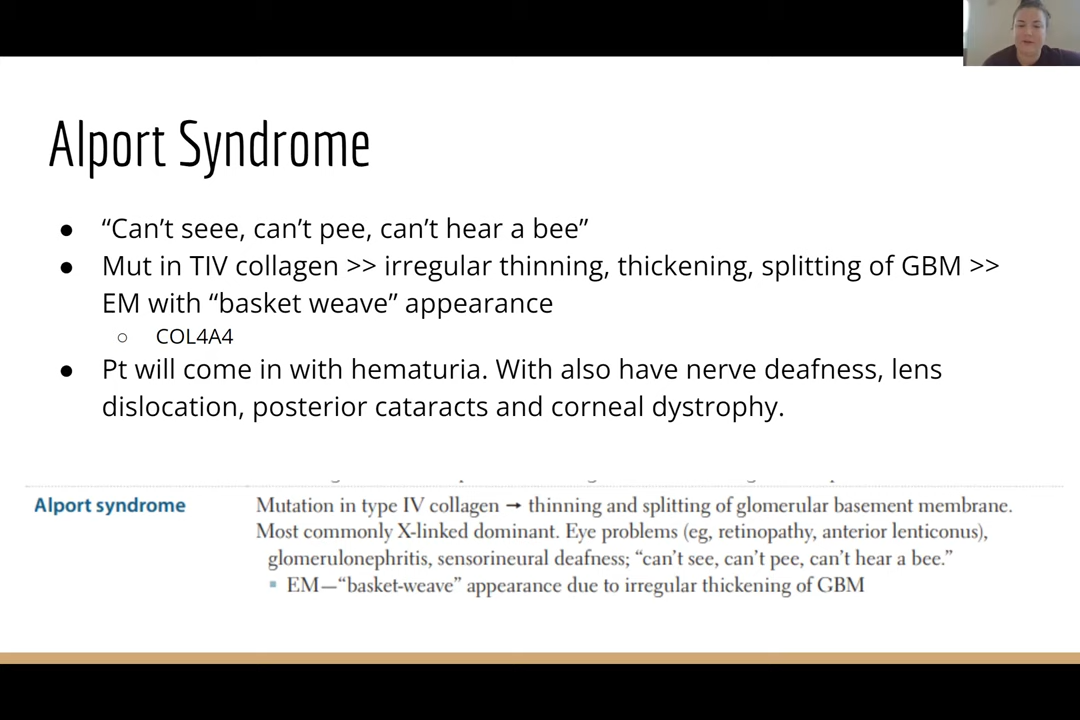 Alport Syndrome
● “Can’t seee, can’t pee, can’t hear a bee”
● Mut in TIV collagen >> irregular thinning, thickening, splitting of GBM >>
EM with “basket weave” appearance
○ COL4A4
● Pt will come in with hematuria. With also have nerve deafness, lens
dislocation, posterior cataracts and corneal dystrophy.
Alport syndrome Mutation in type IV collagen → thinning and splitting of glomerular basement membrane.
Most commonly X-linked dominant. Eye problems (eg, retinopathy, anterior lenticonus),
glomerulonephritis, sensorineural deafness; “can’t see, can’t pee, can’t hear a bee.”
▪ EM—“basket-weave” appearance due to irregular thickening of GBM